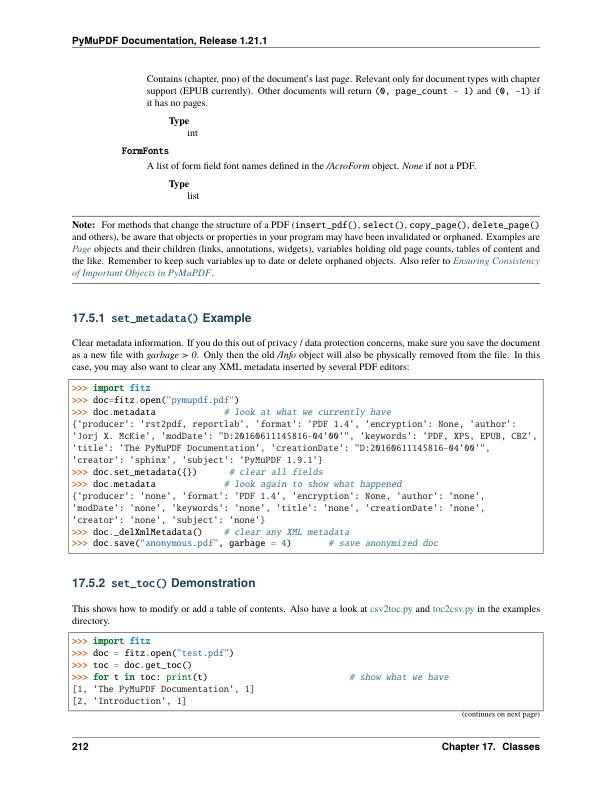 PyMuPDF Documentation, Release 1.21.1
Contains (chapter, pno) of the document's last page. Relevant only for document types with chapter
support (EPUB currently). Other documents will return (0, page_count - 1) and (0, -1) if
it has no pages.
Type
int
FormFonts
A list of form field font names defined in the /AcroForm object. None if not a PDF.
Type
list
Note: For methods that change the structure of a PDF (insert_pdf(), select(), copy_page(), delete_page()
and others), be aware that objects or properties in your program may have been invalidated or orphaned. Examples are
Page objects and their children (links, annotations, widgets), variables holding old page counts, tables of content and
the like. Remember to keep such variables up to date or delete orphaned objects. Also refer to Ensuring Consistency
of Important Objects in PyMuPDF.
17.5.1 set_metadata() Example
Clear metadata information. If you do this out of privacy / data protection concerns, make sure you save the document
as a new file with garbage > 0. Only then the old /Info object will also be physically removed from the file. In this
case, you may also want to clear any XML metadata inserted by several PDF editors:
>>> import fitz
>>> doc=fitz.open("pymupdf.pdf")
>>> doc.metadata # look at what we currently have
{'producer': 'rst2pdf, reportlab', 'format': 'PDF 1.4', 'encryption': None, 'author':
'Jorj X. McKie', 'modDate': "D:20160611145816-04'00'", 'keywords': 'PDF, XPS, EPUB, CBZ',
'title': 'The PyMuPDF Documentation', 'creationDate': "D:20160611145816-04'00'",
'creator': 'sphinx', 'subject': 'PyMuPDF 1.9.1'}
>>> doc.set_metadata({}) # clear all fields
>>> doc.metadata # look again to show what happened
{'producer': 'none', 'format': 'PDF 1.4', 'encryption': None, 'author': 'none',
'modDate': 'none', 'keywords': 'none', 'title': 'none', 'creationDate': 'none',
'creator': 'none', 'subject': 'none'}
>>> doc._delXmlMetadata() # clear any XML metadata
>>> doc.save("anonymous.pdf", garbage = 4) # save anonymized doc
17.5.2 set_toc() Demonstration
This shows how to modify or add a table of contents. Also have a look at csv2toc.py and toc2csv.py in the examples
directory.
>>> import fitz
>>> doc = fitz.open("test.pdf")
>>> toc = doc.get_toc()
>>> for t in toc: print(t) # show what we have
[1, 'The PyMuPDF Documentation', 1]
[2, 'Introduction', 1]
(continues on next page)
212 Chapter 17. Classes